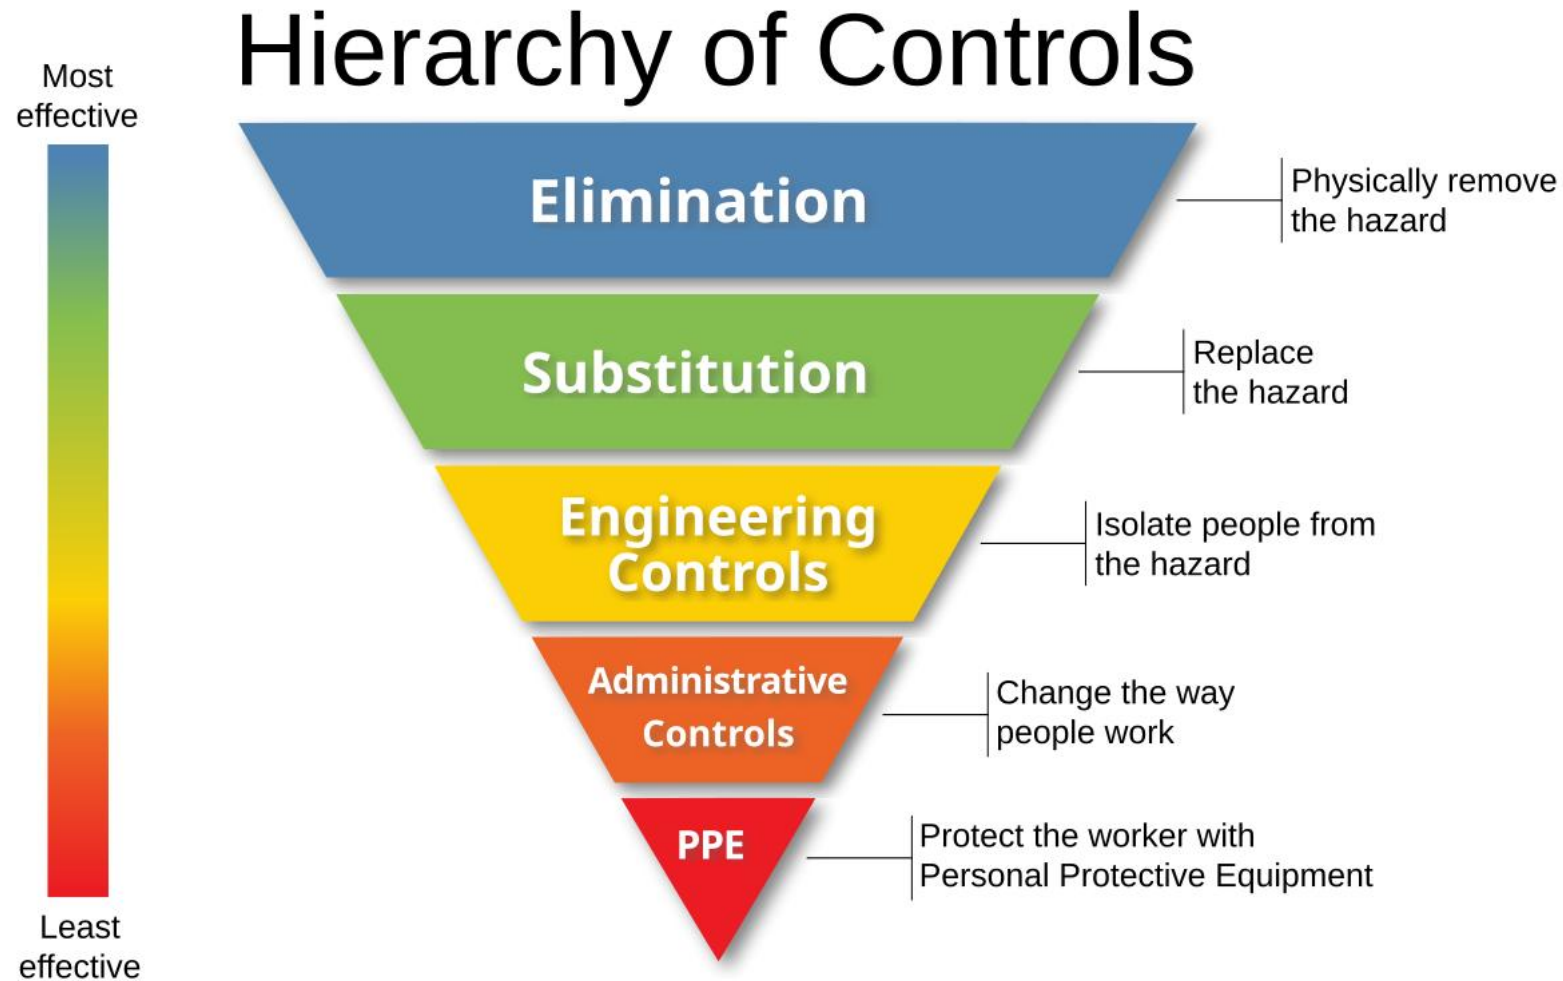 Hierarchy of Controls
Most
effective
Elimination
Physically remove
the hazard
Substitution
Replace
the hazard
Engineering
Controls
Isolate people from
the hazard
Administrative
Controls
Change the way
people work
PPE
Protect the worker with
Personal Protective Equipment
Least
effective